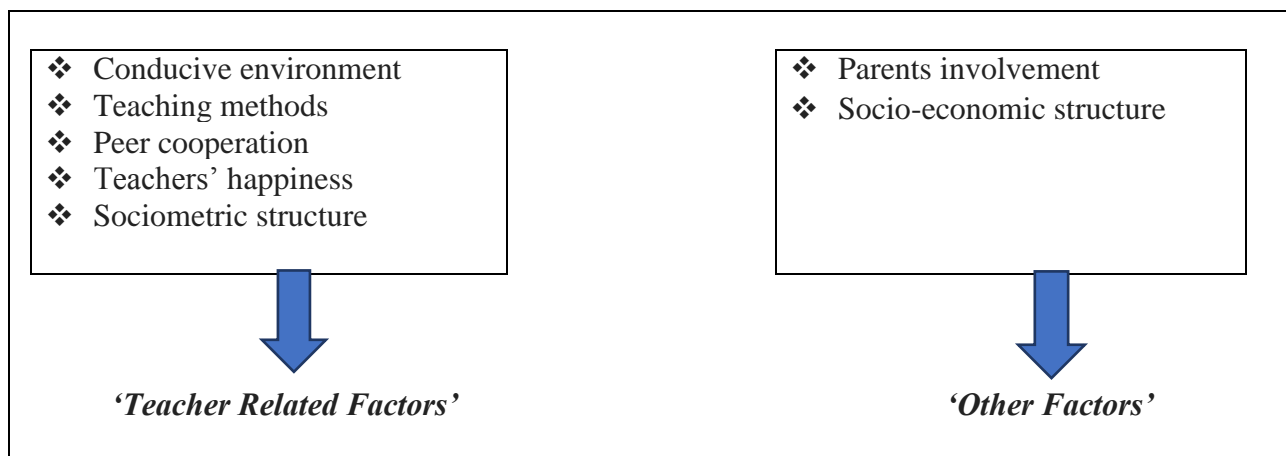 ❖ Conducive environment
❖ Teaching methods
❖ Peer cooperation
❖ Teachers’ happiness
❖ Sociometric structure
❖ Parents involvement
❖ Socio-economic structure
‘Teacher Related Factors’
‘Other Factors’